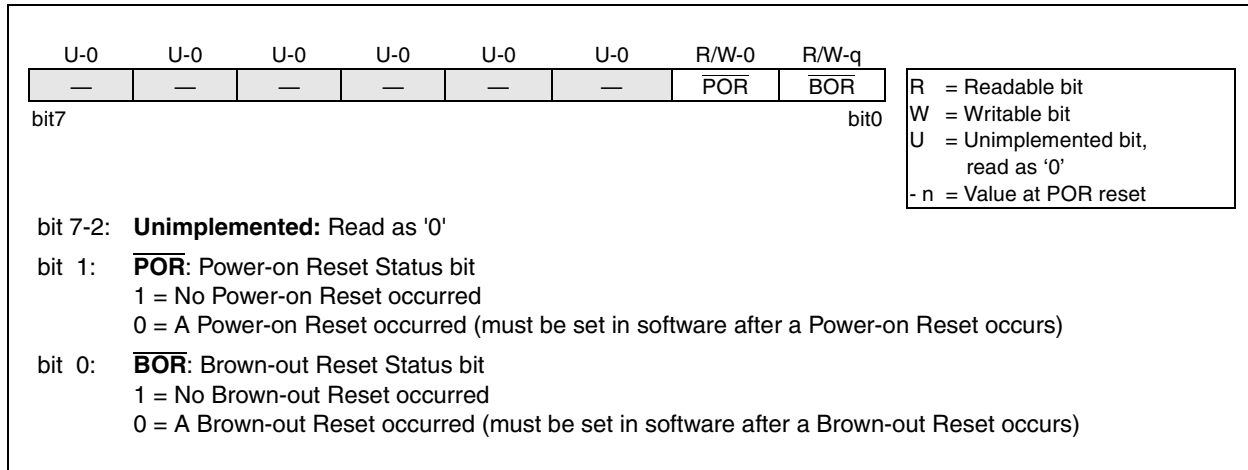 U-0 U-0 U-0 U-0 U-0 U-0 R/W-0 R/W-q
— — — — — — P̅O̅R̅ B̅O̅R̅
bit7 bit0
R = Readable bit
W = Writable bit
U = Unimplemented bit,
read as ‘0’
- n = Value at POR reset
bit 7-2: Unimplemented: Read as '0'
bit 1: P̅O̅R̅: Power-on Reset Status bit
1 = No Power-on Reset occurred
0 = A Power-on Reset occurred (must be set in software after a Power-on Reset occurs)
bit 0: B̅O̅R̅: Brown-out Reset Status bit
1 = No Brown-out Reset occurred
0 = A Brown-out Reset occurred (must be set in software after a Brown-out Reset occurs)